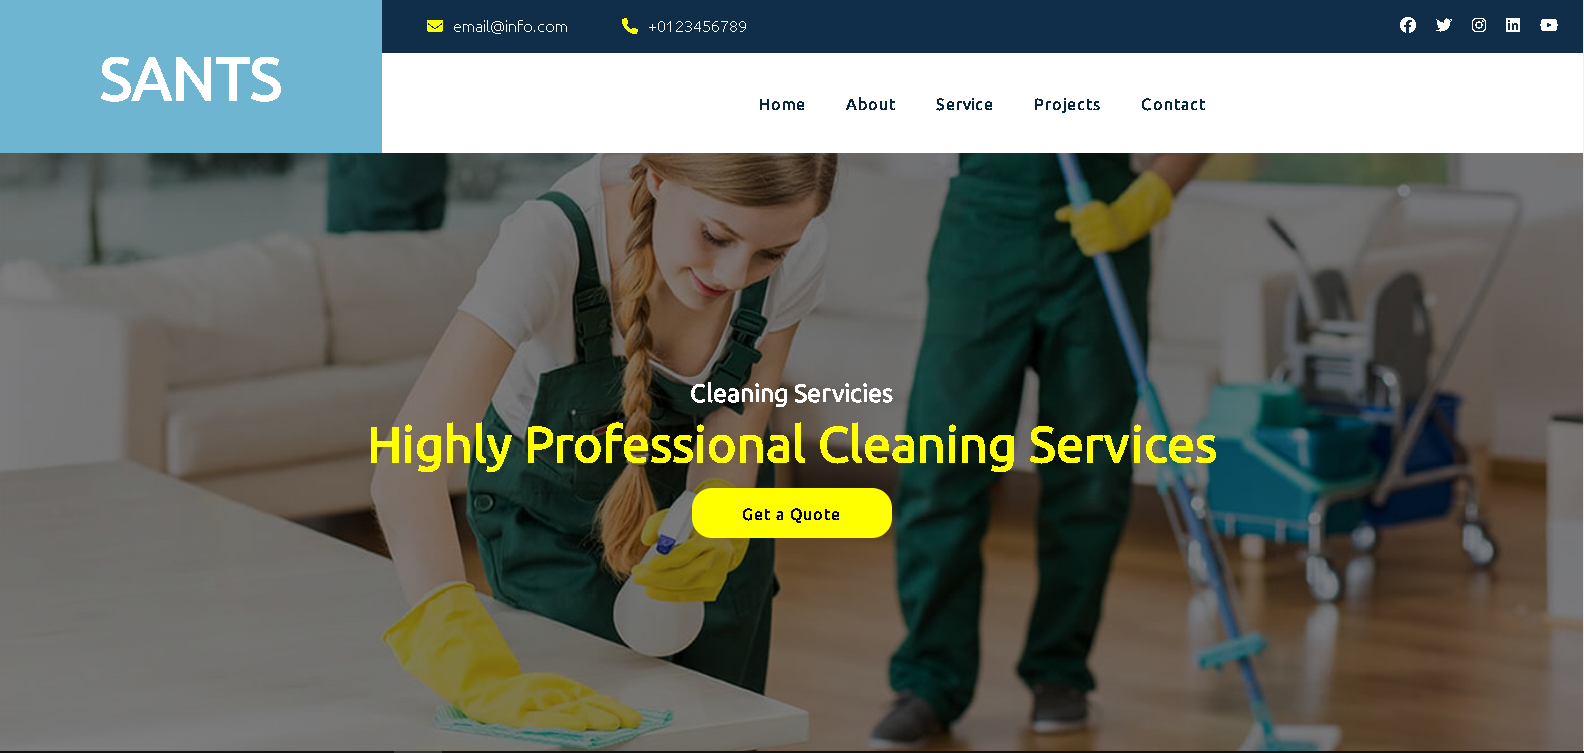 SANTS
email@info.com
+0123456789
Home About Service Projects Contact
Cleaning Servicies
Highly Professional Cleaning Services
Get a Quote